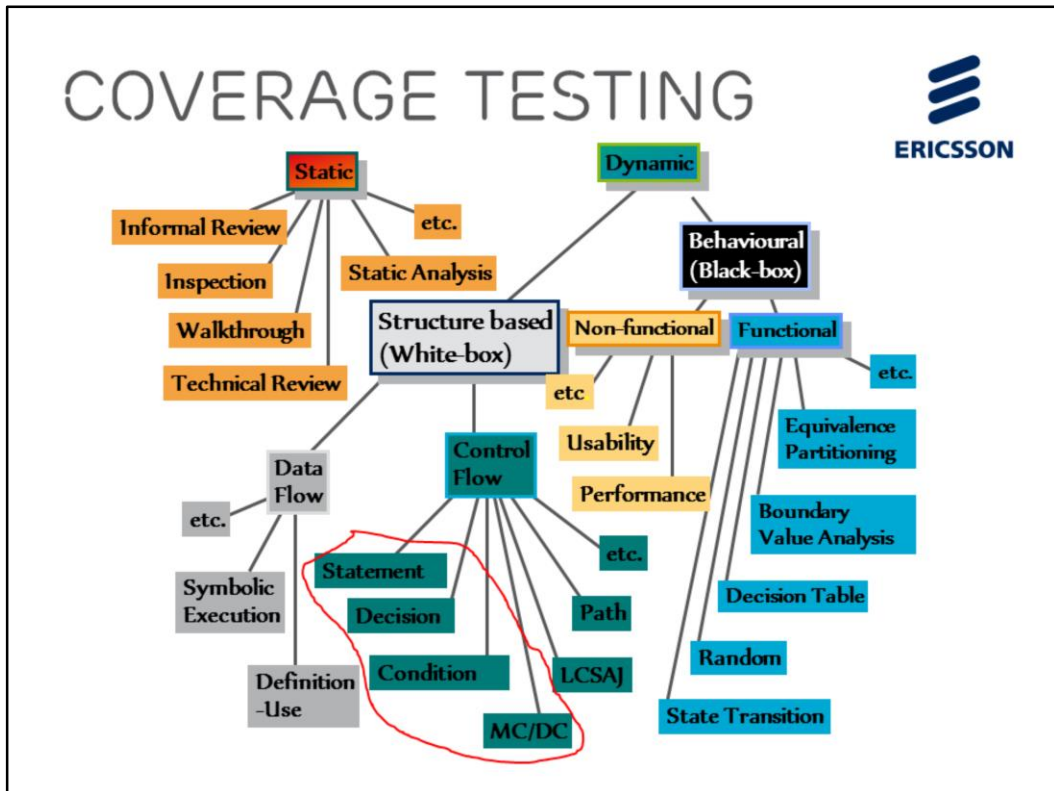 COVERAGE TESTING
ERICSSON
Static
Informal Review
Inspection
Walkthrough
Technical Review
Static Analysis
etc.
Dynamic
Structure based
(White-box)
Data
Flow
etc.
Symbolic
Execution
Definition
-Use
Control
Flow
Statement
Decision
Condition
MC/DC
LCSAJ
Path
etc.
Behavioural
(Black-box)
Non-functional
etc
Usability
Performance
Functional
etc.
Equivalence
Partitioning
Boundary
Value Analysis
Decision Table
Random
State Transition